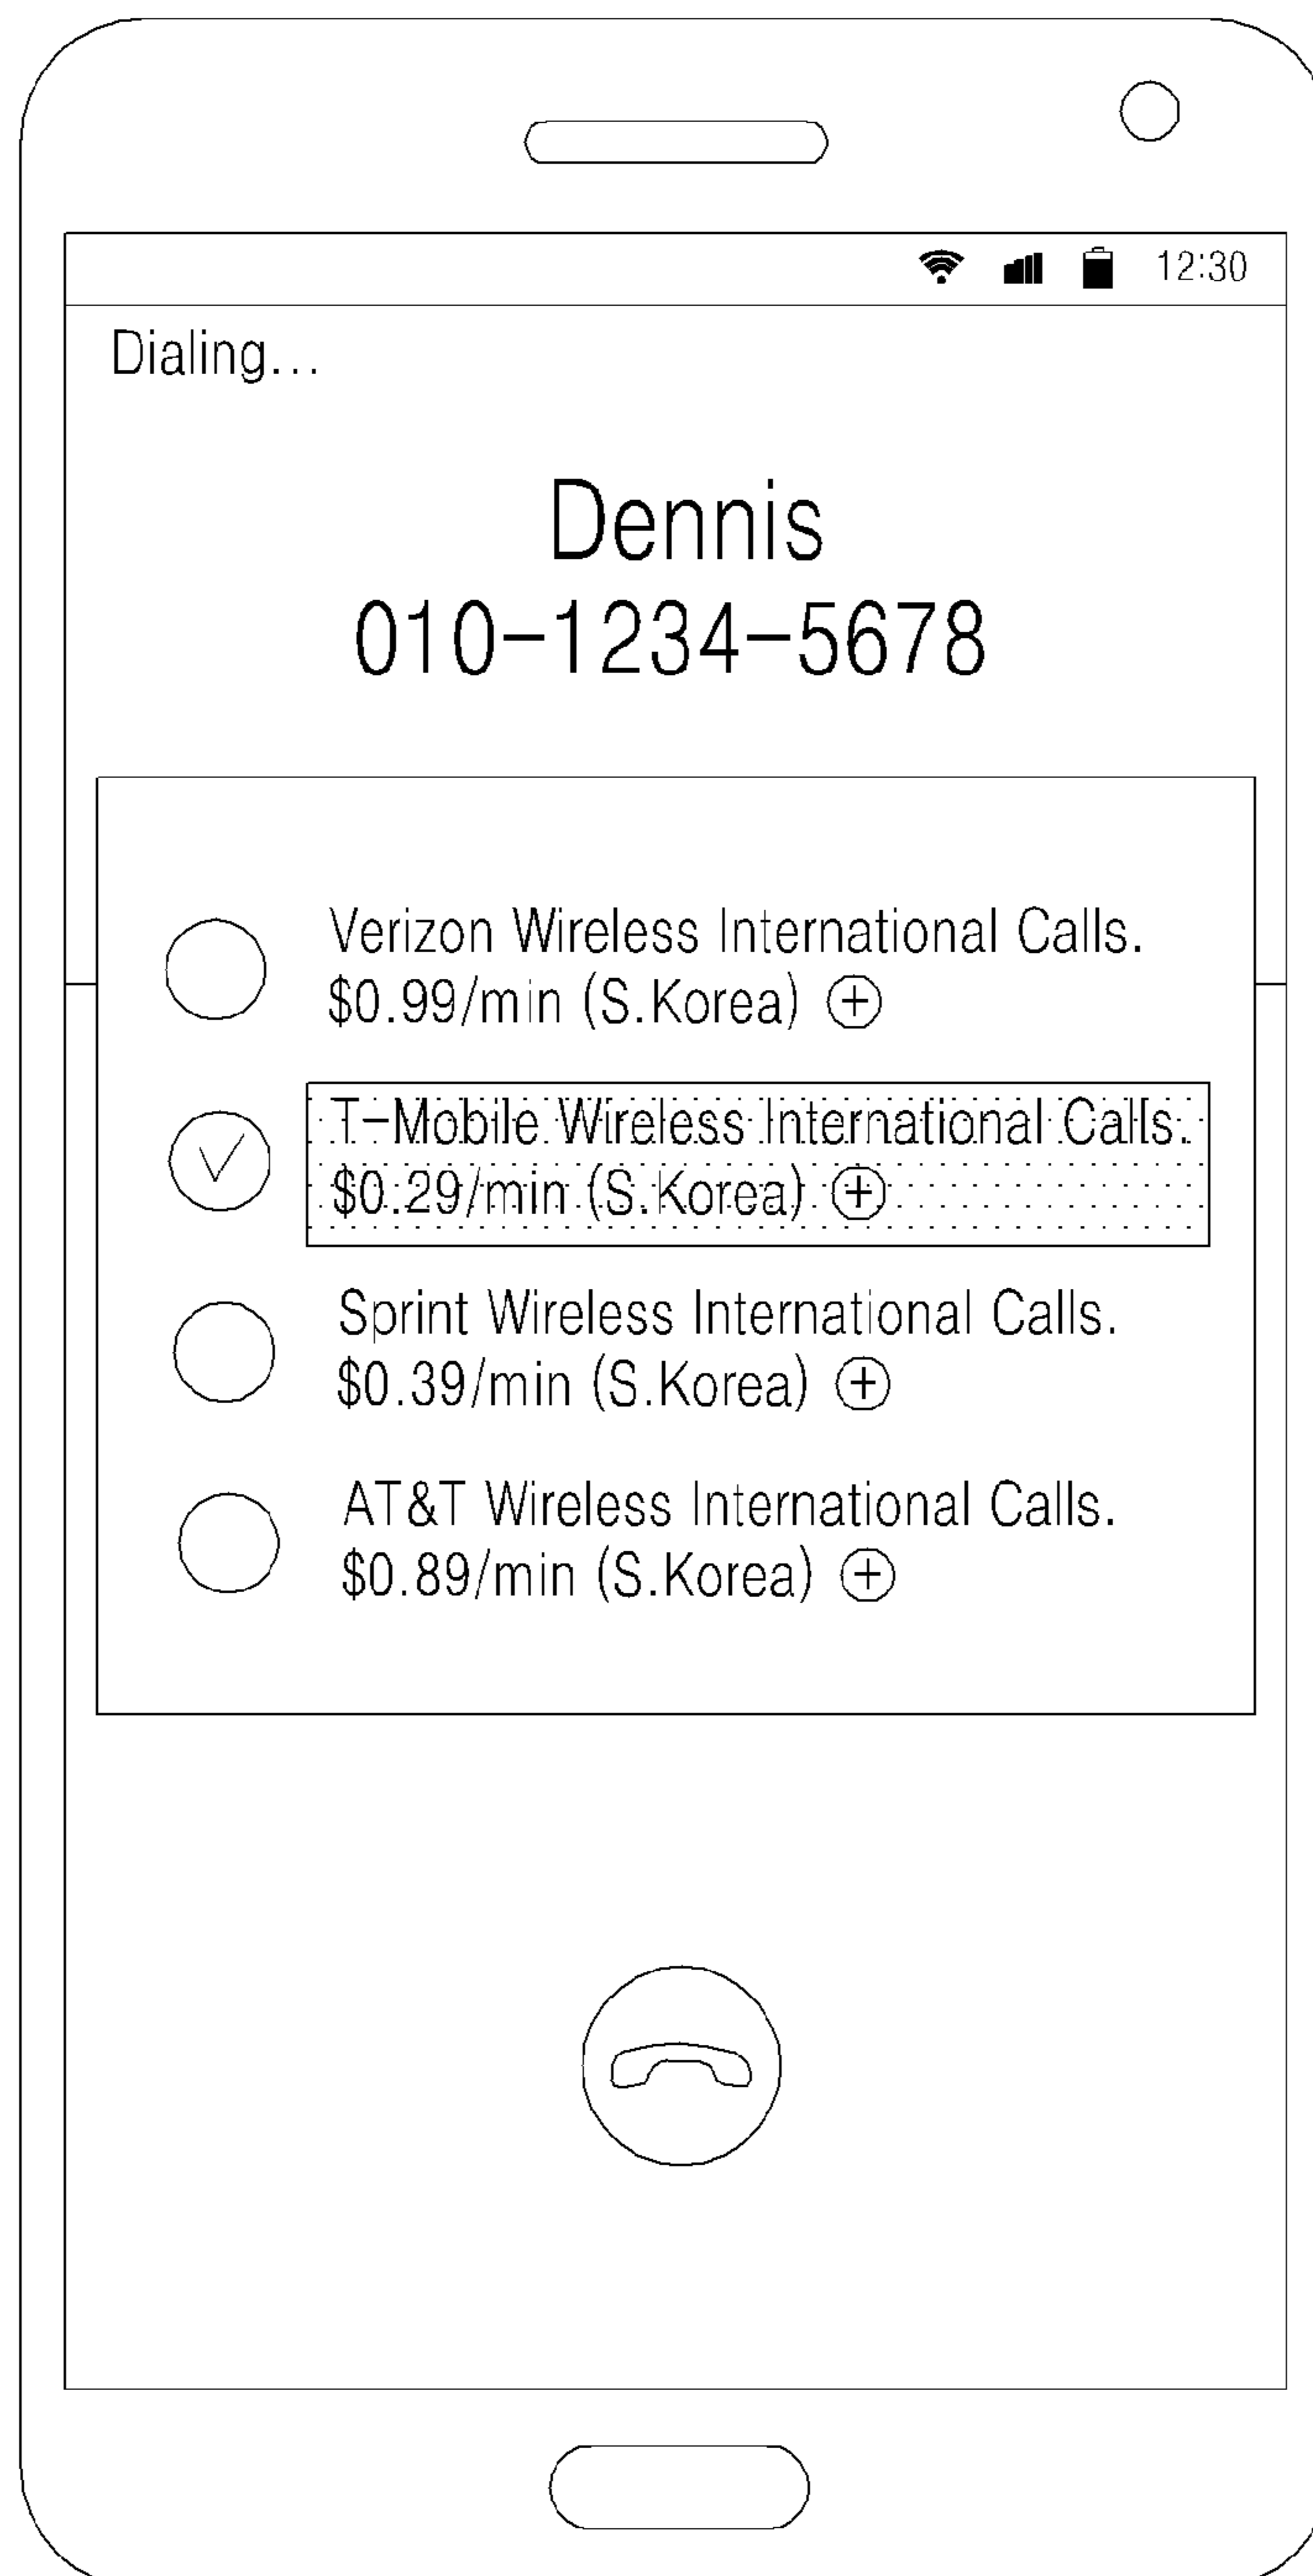 12:30
Dialing...
Dennis
010-1234-5678
Verizon Wireless International Calls.
$0.99/min (S.Korea) ⊕
T-Mobile Wireless International Calls.
$0.29/min (S.Korea) ⊕
Sprint Wireless International Calls.
$0.39/min (S.Korea) ⊕
AT&T Wireless International Calls.
$0.89/min (S.Korea) ⊕